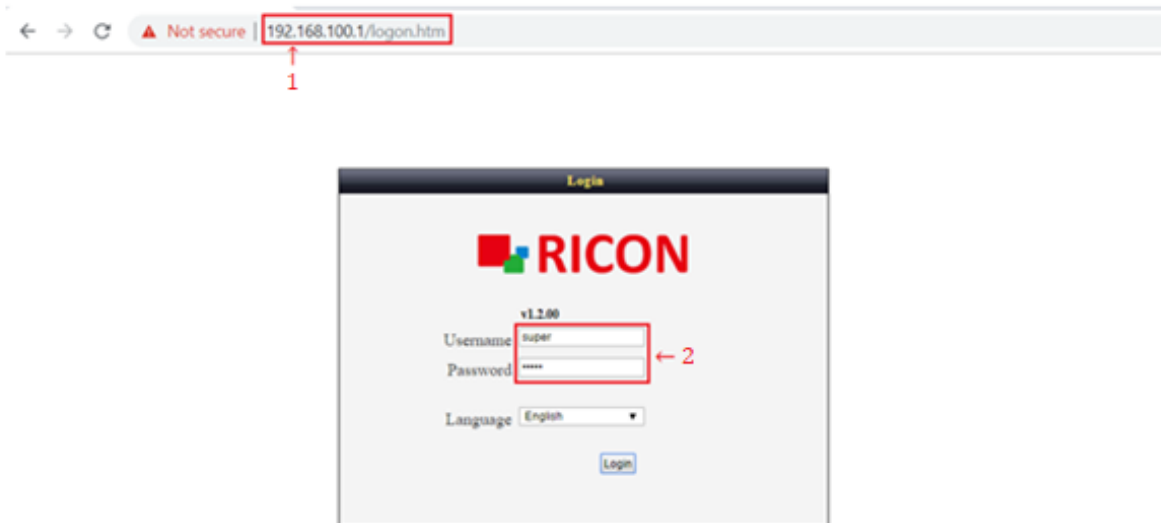 Not secure | 192.168.100.1/logon.htm
1
Login
RICON
v1.2.00
Username super
← 2
Password •••••
Language English
Login